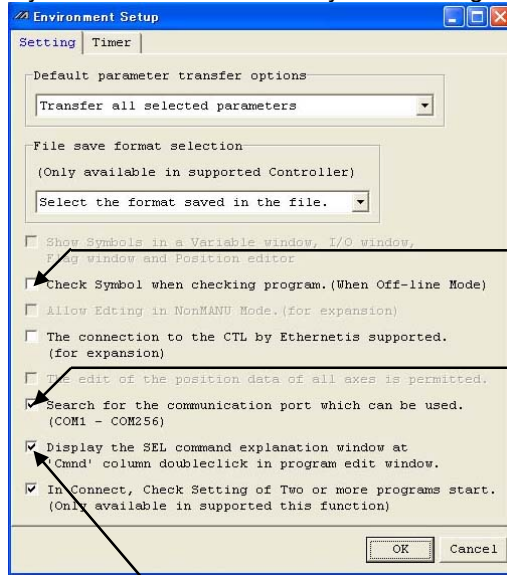 Environment Setup
Setting Timer
Default parameter transfer options
Transfer all selected parameters
File save format selection
(Only available in supported Controller)
Select the format saved in the file.
Show Symbols in a Variable window, I/O window,
Flag window and Position editor
Check Symbol when checking program.(When Off-line Mode)
Allow Edting in NonMANU Mode.(for expansion)
The connection to the CTL by Ethernetis supported.
(for expansion)
The edit of the position data of all axes is permitted.
Search for the communication port which can be used.
(COM1 - COM256)
Display the SEL command explanation window at
'Cmnd' column doubleclick in program edit window.
In Connect, Check Setting of Two or more programs start.
(Only available in supported this function)
OK Cancel